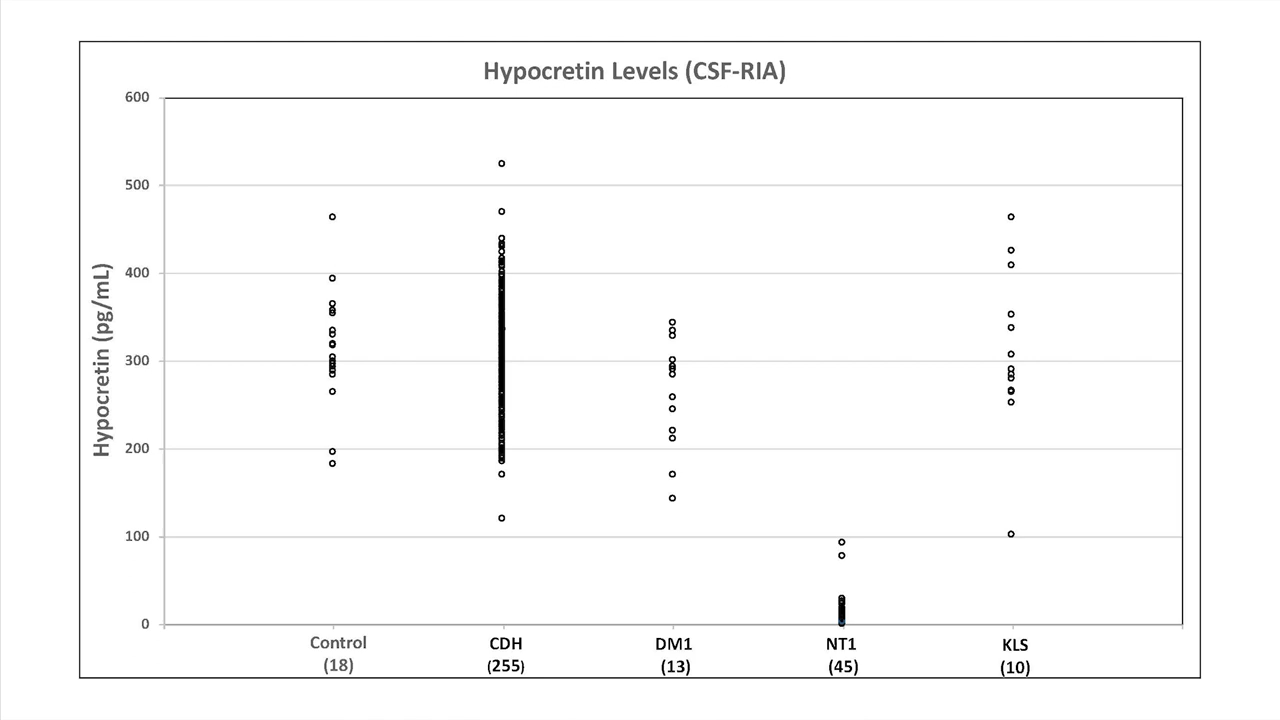 Hypocretin Levels (CSF-RIA)
Hypocretin (pg/mL)
600
500
400
300
200
100
0
Control CDH DM1 NT1 KLS
(18) (255) (13) (45) (10)